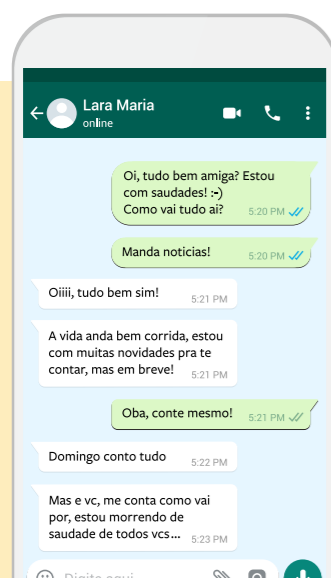 Lara Maria
online
Oi, tudo bem amiga? Estou
com saudades! :-)
Como vai tudo ai?
5:20 PM
Manda noticias!
5:20 PM
Oiiii, tudo bem sim!
5:21 PM
A vida anda bem corrida, estou
com muitas novidades pra te
contar, mas em breve!
5:21 PM
Oba, conte mesmo!
5:21 PM
Domingo conto tudo
5:22 PM
Mas e vc, me conta como vai
por, estou morrendo de
saudade de todos vcs...
5:23 PM
Digite aqui